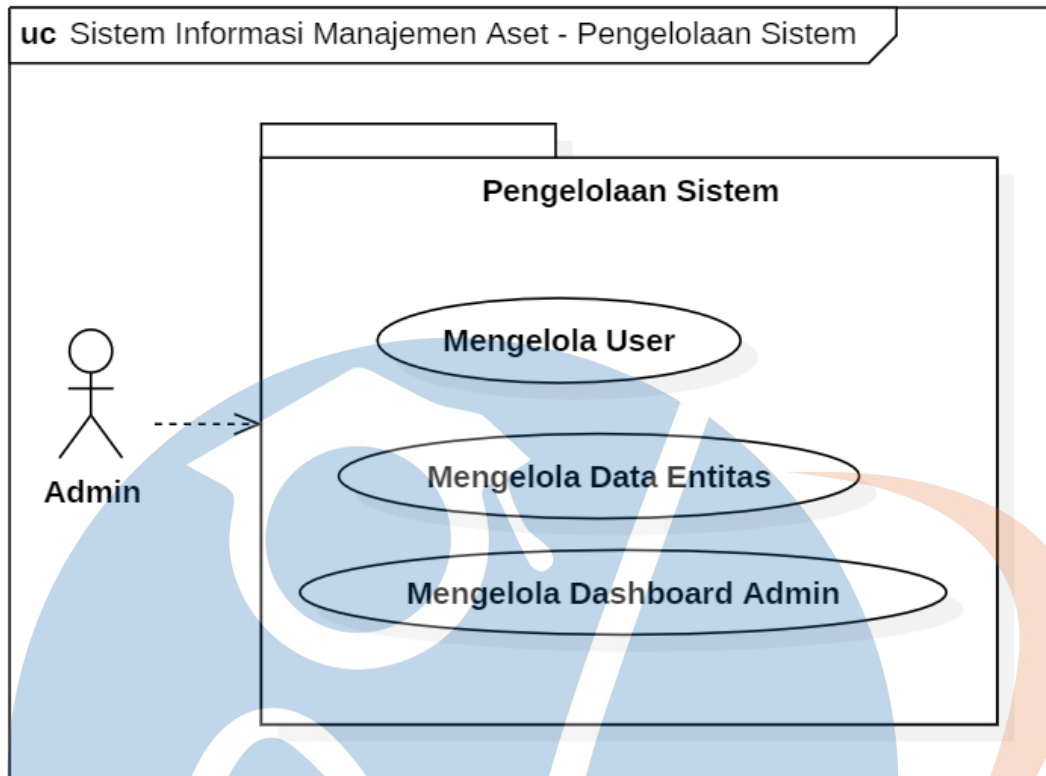 uc Sistem Informasi Manajemen Aset - Pengelolaan Sistem
Pengelolaan Sistem
Mengelola User
Admin
Mengelola Data Entitas
Mengelola Dashboard Admin